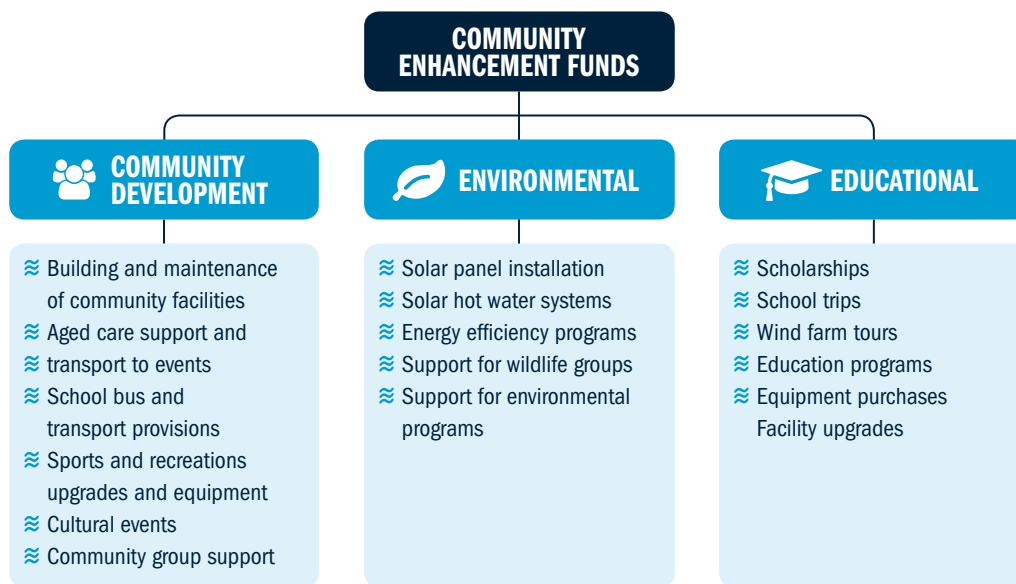 COMMUNITY
ENHANCEMENT FUNDS
COMMUNITY
DEVELOPMENT
Building and maintenance
of community facilities
Aged care support and
transport to events
School bus and
transport provisions
Sports and recreations
upgrades and equipment
Cultural events
Community group support
ENVIRONMENTAL
Solar panel installation
Solar hot water systems
Energy efficiency programs
Support for wildlife groups
Support for environmental
programs
EDUCATIONAL
Scholarships
School trips
Wind farm tours
Education programs
Equipment purchases
Facility upgrades